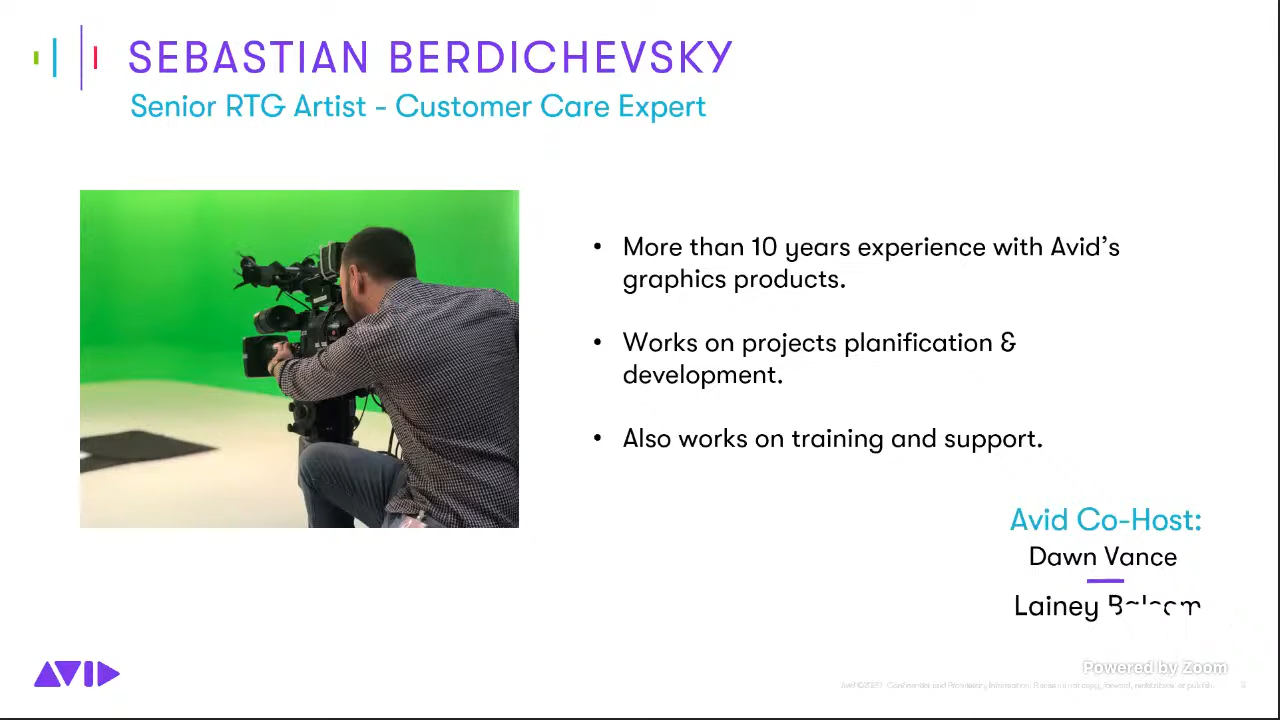 SEBASTIAN BERDICHEVSKY
Senior RTG Artist - Customer Care Expert
• More than 10 years experience with Avid's
graphics products.
• Works on projects planification &
development.
• Also works on training and support.
Avid Co-Host:
Dawn Vance
Lainey
Powered by Zoom
AVID